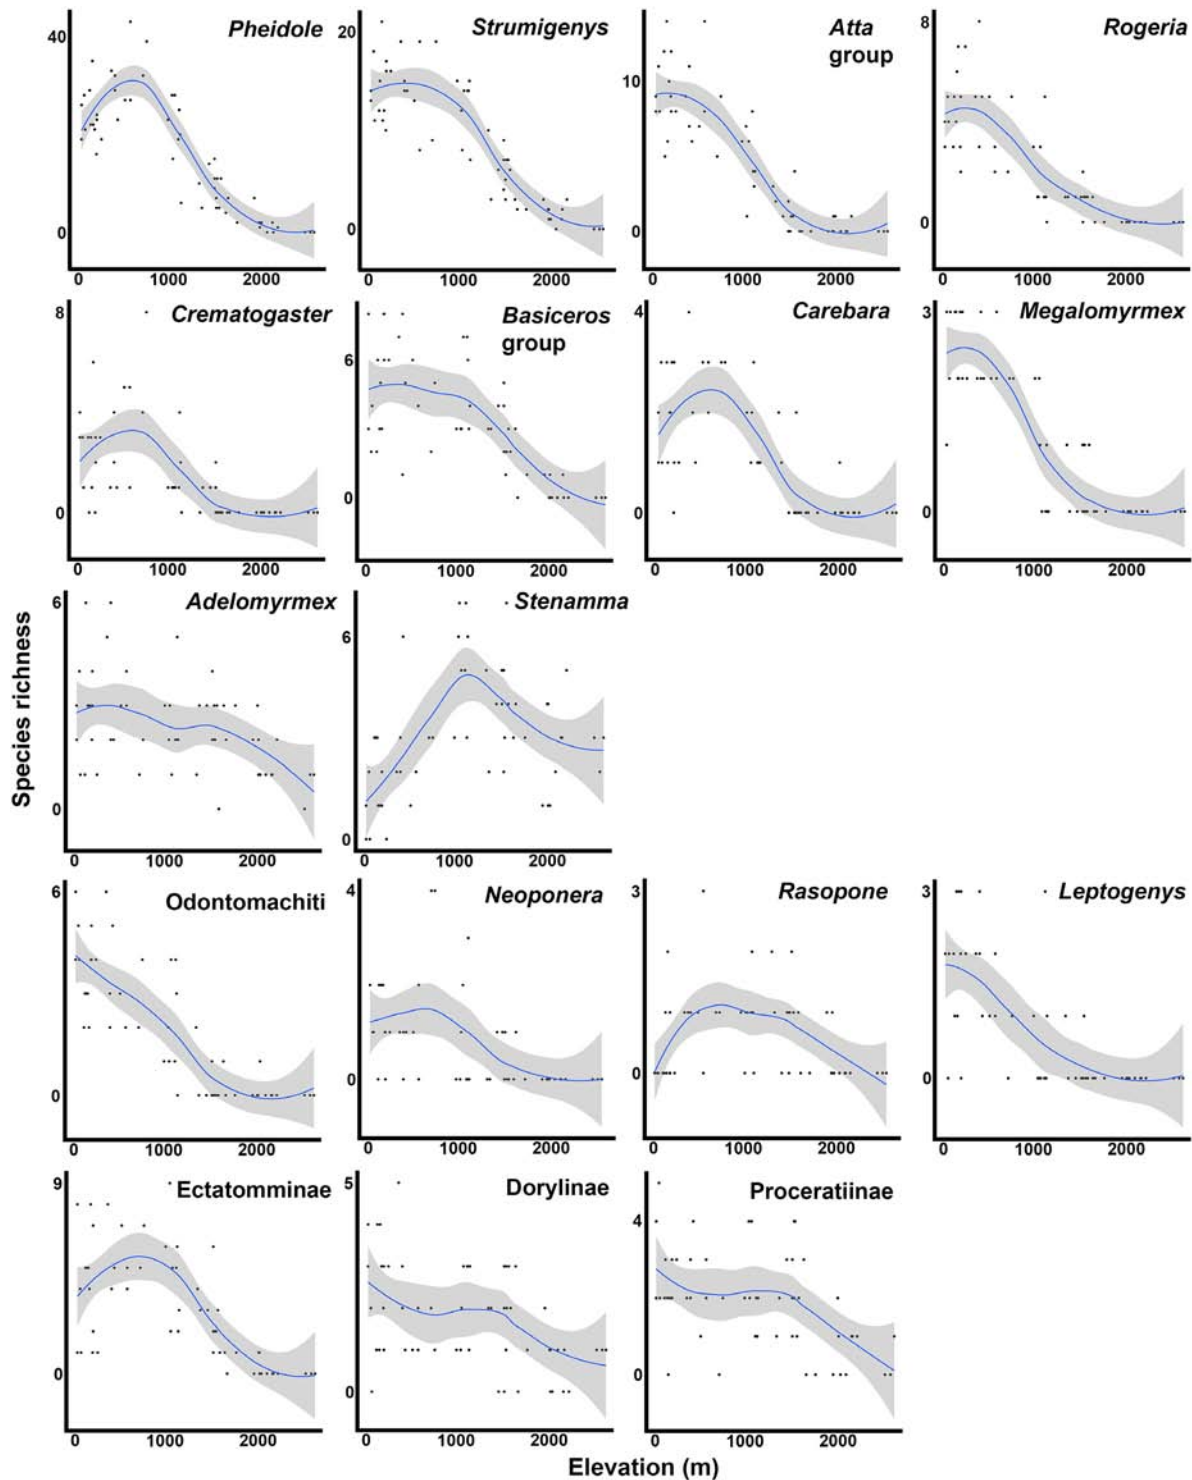 Pheidole
40
0
0 1000 2000
Strumigenys
20
0
0 1000 2000
Atta
group
10
0
0 1000 2000
Rogeria
8
0
0 1000 2000
Crematogaster
8
0
0 1000 2000
Basiceros
group
6
0
0 1000 2000
Carebara
4
0
0 1000 2000
Megalomyrmex
3
0
0 1000 2000
Species richness
Adelomyrmex
6
0
0 1000 2000
Stenamma
6
0
0 1000 2000
Odontomachiti
6
0
0 1000 2000
Neoponera
4
0
0 1000 2000
Rasopone
3
0
0 1000 2000
Leptogenys
3
0
0 1000 2000
Ectatomminae
9
0
0 1000 2000
Dorylinae
5
0
0 1000 2000
Proceratiinae
4
0
0 1000 2000
Elevation (m)